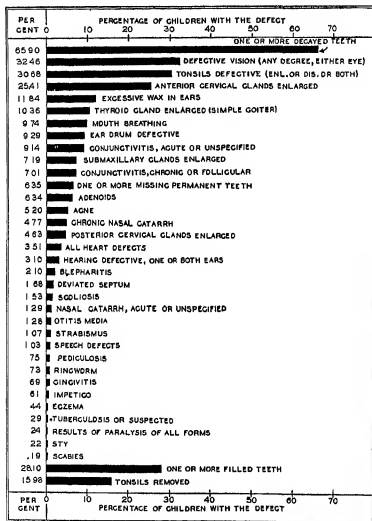 PER CENT PERCENTAGE OF CHILDREN WITH THE DEFECT
10 20 30 40 50 60 70
65 90 ONE OR MORE DECAYED TEETH
32 46 DEFECTIVE VISION (ANY DEGREE, EITHER EYE)
30 68 TONSILS DEFECTIVE (ENL. OR DIS. OR BOTH)
25.41 ANTERIOR CERVICAL GLANDS ENLARGED
11 84 EXCESSIVE WAX IN EARS
10 36 THYROID GLAND ENLARGED (SIMPLE GOITER)
9 74 MOUTH BREATHING
9 29 EAR DRUM DEFECTIVE
9 14 CONJUNCTIVITIS, ACUTE OR UNSPECIFIED
7 19 SUBMAXILLARY GLANDS ENLARGED
7 01 CONJUNCTIVITIS, CHRONIC OR FOLLICULAR
6 35 ONE OR MORE MISSING PERMANENT TEETH
6 34 ADENOIDS
5 20 ACNE
4 77 CHRONIC NASAL CATARRH
4 63 POSTERIOR CERVICAL GLANDS ENLARGED
3 51 ALL HEART DEFECTS
3 10 HEARING DEFECTIVE, ONE OR BOTH EARS
2 10 BLEPHARITIS
1 68 DEVIATED SEPTUM
1 53 SCOLIOSIS
1 29 NASAL CATARRH, ACUTE OR UNSPECIFIED
1 28 OTITIS MEDIA
1 07 STRABISMUS
1 03 SPEECH DEFECTS
75 PEDICULOSIS
73 RINGWORM
69 GINGIVITIS
61 IMPETIGO
44 ECZEMA
29 TUBERCULOSIS OR SUSPECTED
24 RESULTS OF PARALYSIS OF ALL FORMS
22 STY
.19 SCABIES
28.10 ONE OR MORE FILLED TEETH
15 98 TONSILS REMOVED
PER CENT 0 10 20 30 40 50 60 70
PERCENTAGE OF CHILDREN WITH THE DEFECT